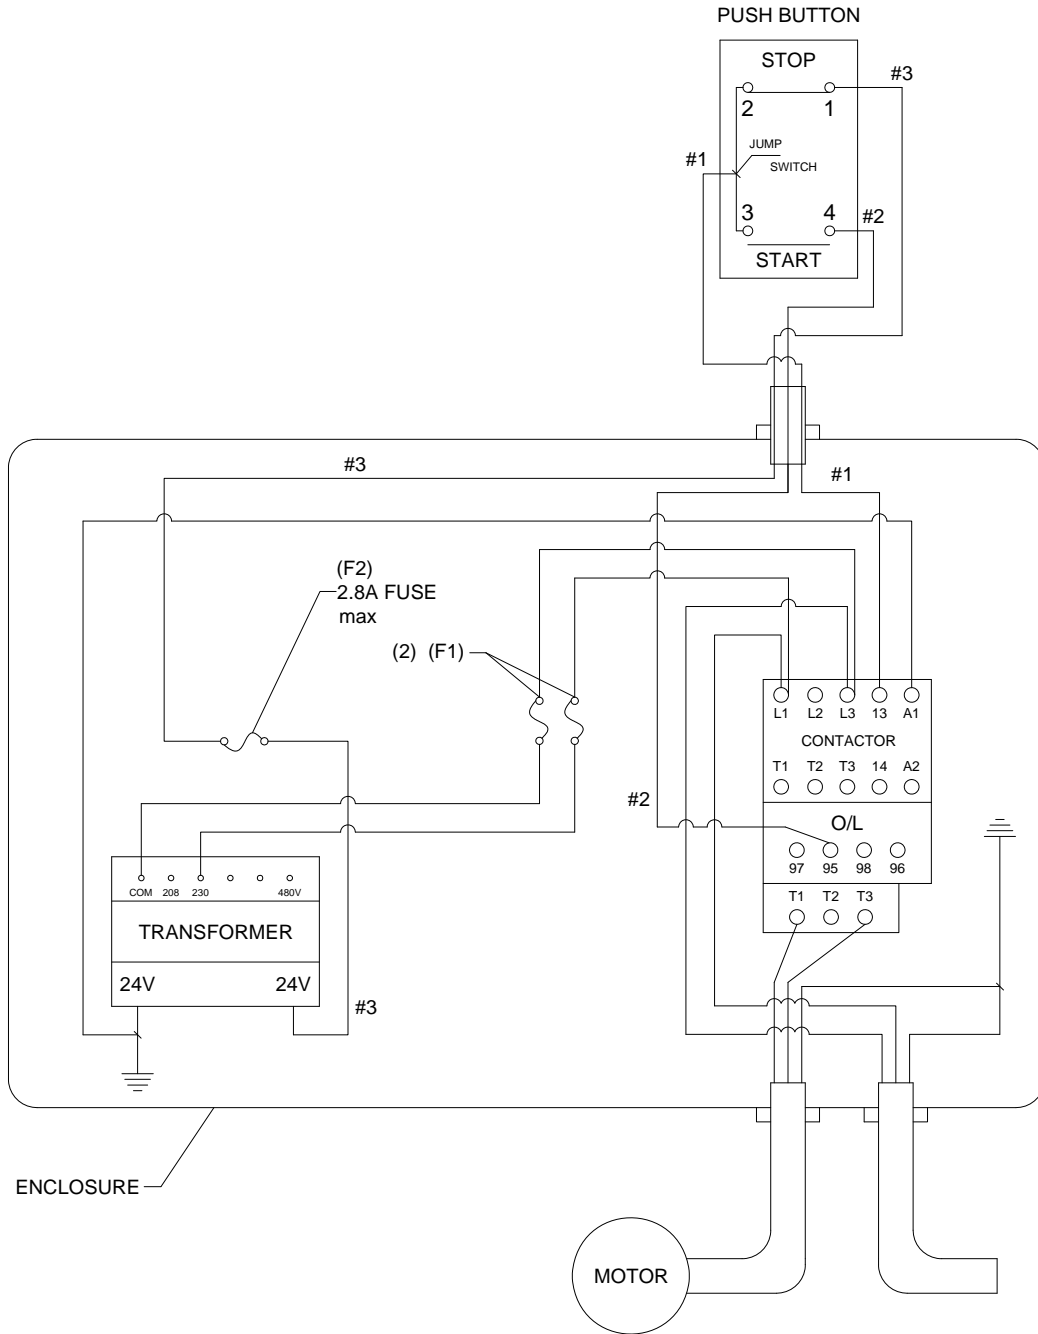 PUSH BUTTON
STOP
#3
2 1
JUMP
#1
SWITCH
3 4
#2
START
#3
#1
(F2)
2.8A FUSE
max
(2) (F1)
L1 L2 L3 13 A1
CONTACTOR
T1 T2 T3 14 A2
#2
O/L
97 95 98 96
COM 208 230 480V
T1 T2 T3
TRANSFORMER
24V 24V
#3
ENCLOSURE
MOTOR